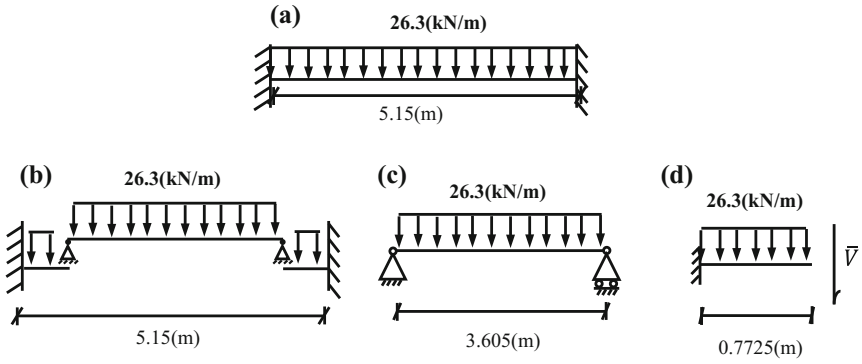 (a)
26.3(kN/m)
5.15(m)
(b)
26.3(kN/m)
5.15(m)
(c)
26.3(kN/m)
3.605(m)
(d)
26.3(kN/m)
V̅
0.7725(m)